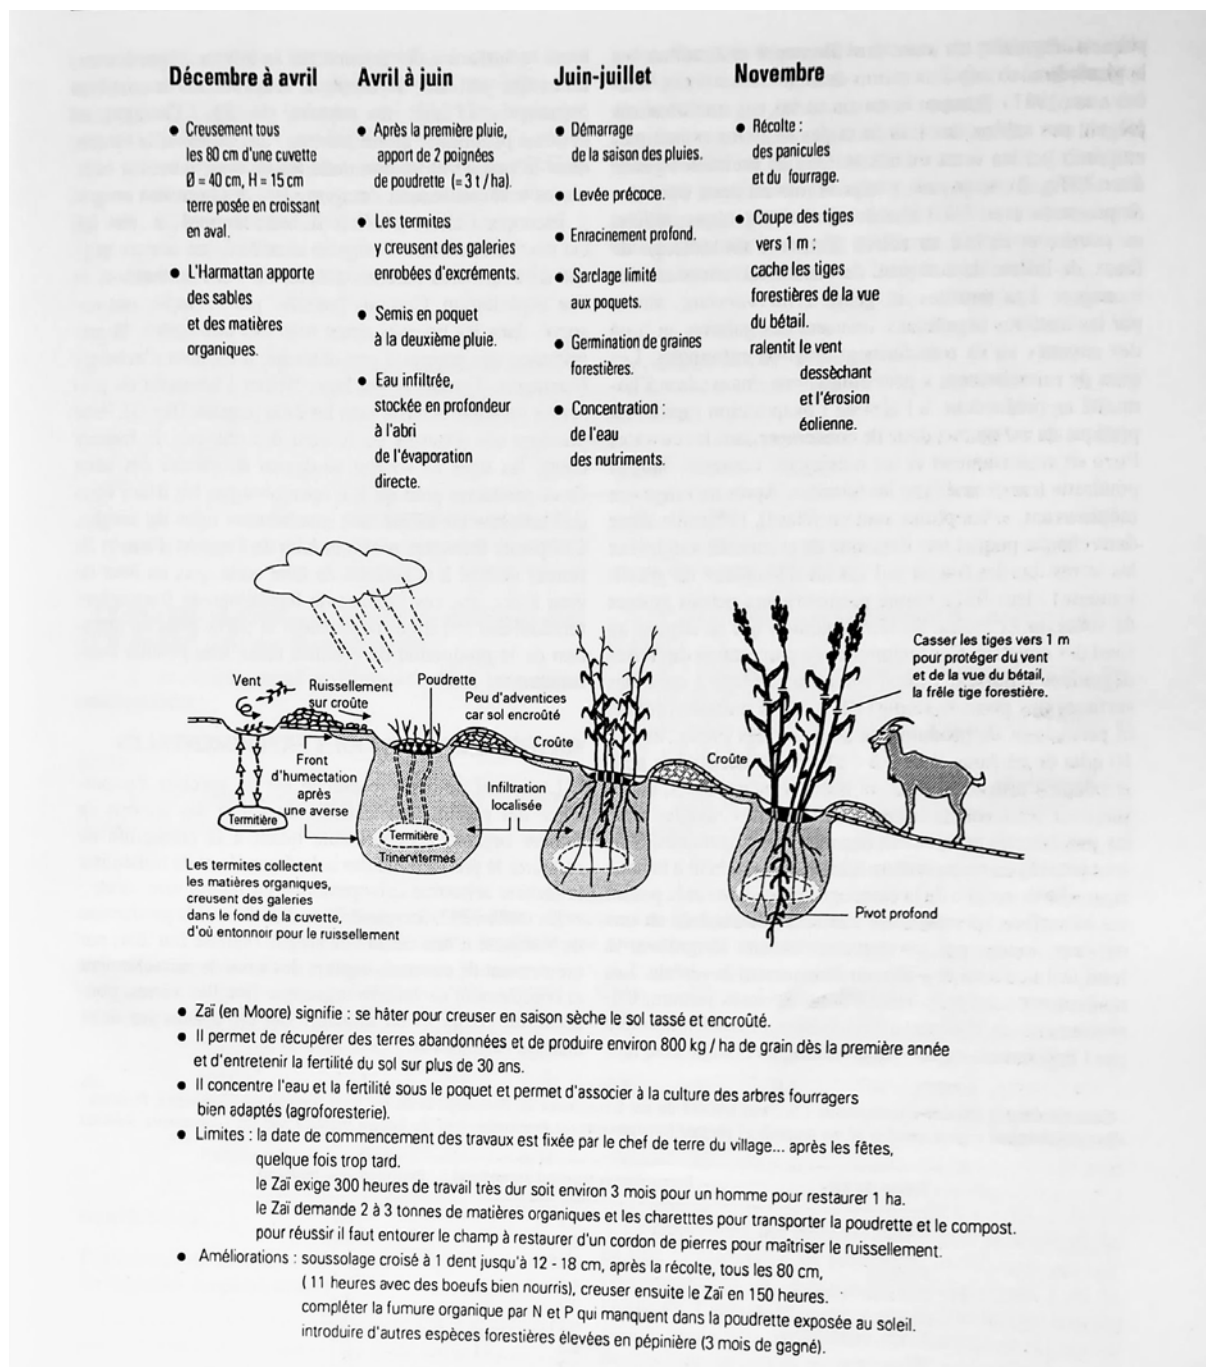 Décembre à avril
● Creusement tous
les 80 cm d'une cuvette
Ø = 40 cm, H = 15 cm
terre posée en croissant
en aval.
● L'Harmattan apporte
des sables
et des matières
organiques.
Avril à juin
● Après la première pluie,
apport de 2 poignées
de poudrette (= 3 t / ha).
● Les termites
y creusent des galeries
enrobées d'excréments.
● Semis en poquet
à la deuxième pluie.
● Eau infiltrée,
stockée en profondeur
à l'abri
de l'évaporation
directe.
Juin-juillet
● Démarrage
de la saison des pluies.
● Levée précoce.
● Enracinement profond.
● Sarclage limité
aux poquets.
● Germination de graines
forestières.
● Concentration :
de l'eau
des nutriments.
Novembre
● Récolte :
des panicules
et du fourrage.
● Coupe des tiges
vers 1 m ;
cache les tiges
forestières de la vue
du bétail.
ralentit le vent
dessèchant
et l'érosion
éolienne.
Vent
Ruissellement
sur croûte
Poudrette
Peu d'adventices
car sol encroûté
Croûte
Croûte
Casser les tiges vers 1 m
pour protéger du vent
et de la vue du bétail,
la frêle tige forestière.
Front
d'humectation
après
une averse
Infiltration
localisée
Termitière
Termitière
Trinervitermes
Pivot profond
Les termites collectent
les matières organiques,
creusent des galeries
dans le fond de la cuvette,
d'où entonnoir pour le ruissellement
● Zaï (en Moore) signifie : se hâter pour creuser en saison sèche le sol tassé et encroûté.
● Il permet de récupérer des terres abandonnées et de produire environ 800 kg / ha de grain dès la première année
et d'entretenir la fertilité du sol sur plus de 30 ans.
● Il concentre l'eau et la fertilité sous le poquet et permet d'associer à la culture des arbres fourragers
bien adaptés (agroforesterie).
● Limites : la date de commencement des travaux est fixée par le chef de terre du village... après les fêtes,
quelque fois trop tard.
le Zaï exige 300 heures de travail très dur soit environ 3 mois pour un homme pour restaurer 1 ha.
le Zaï demande 2 à 3 tonnes de matières organiques et les charetttes pour transporter la poudrette et le compost.
pour réussir il faut entourer le champ à restaurer d'un cordon de pierres pour maîtriser le ruissellement.
● Améliorations : soussolage croisé à 1 dent jusqu'à 12 - 18 cm, après la récolte, tous les 80 cm,
( 11 heures avec des boeufs bien nourris), creuser ensuite le Zaï en 150 heures.
compléter la fumure organique par N et P qui manquent dans la poudrette exposée au soleil.
introduire d'autres espèces forestières élevées en pépinière (3 mois de gagné).